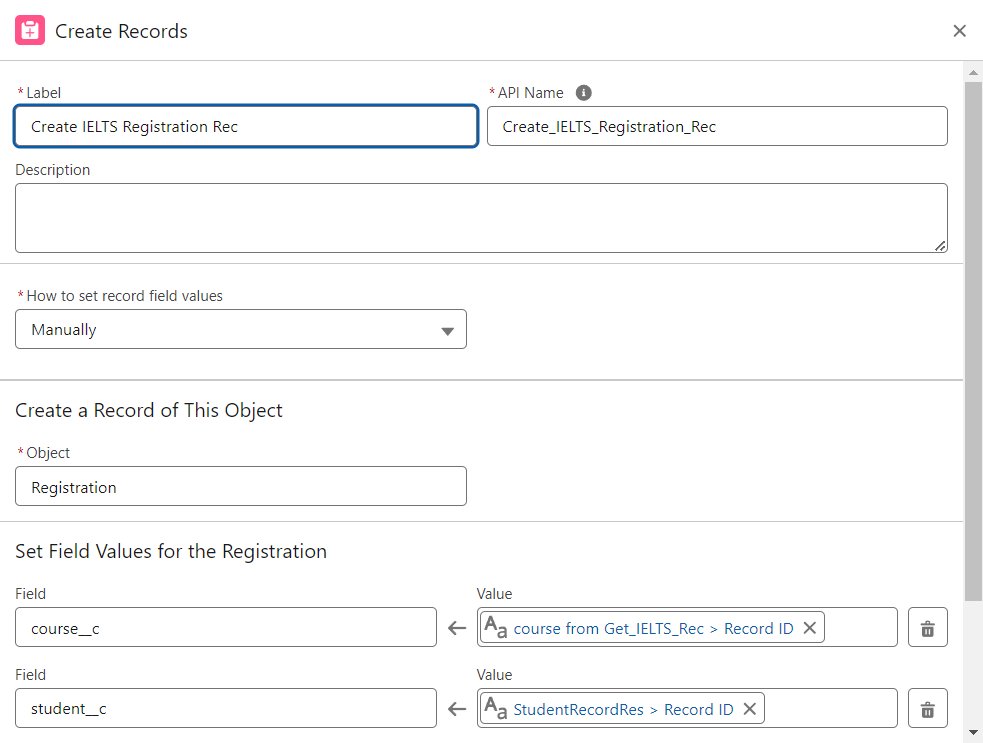 Create Records
* Label
* API Name
Create IELTS Registration Rec
Create_IELTS_Registration_Rec
Description
* How to set record field values
Manually
Create a Record of This Object
* Object
Registration
Set Field Values for the Registration
Field
Value
course__c
Aa course from Get_IELTS_Rec > Record ID
Field
Value
student__c
Aa StudentRecordRes > Record ID